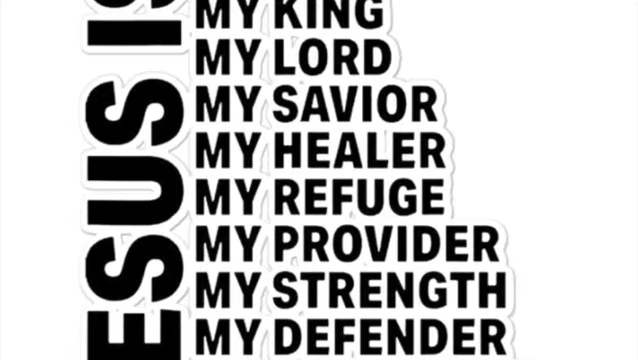 ESUS IS
MY KING
MY LORD
MY SAVIOR
MY HEALER
MY REFUGE
MY PROVIDER
MY STRENGTH
MY DEFENDER